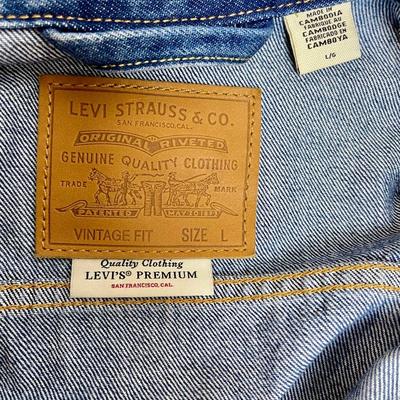 MADE IN
CAMBODIA
FABRIQUÉ AU
CAMBODGE
FABRICADO EN
CAMBOYA
L/G
LEVI STRAUSS & CO.
SAN FRANCISCO, CAL.
ORIGINAL RIVETED
GENUINE QUALITY CLOTHING
TRADE MARK
PATENTED MAY 20 1873
VINTAGE FIT SIZE L
Quality Clothing
LEVI'S® PREMIUM
SAN FRANCISCO, CAL.